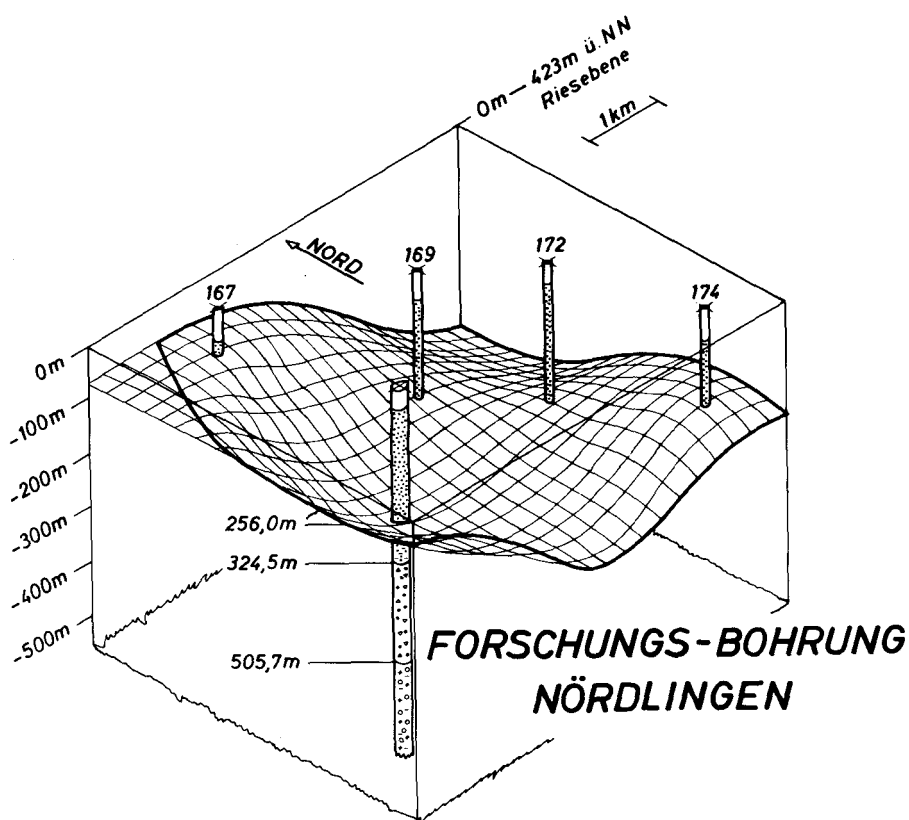 0m — 423m ü. NN
Riesebene
1km
NORD
167
169
172
174
0m
-100m
-200m
-300m
-400m
-500m
256,0m
324,5m
505,7m
FORSCHUNGS-BOHRUNG
NÖRDLINGEN